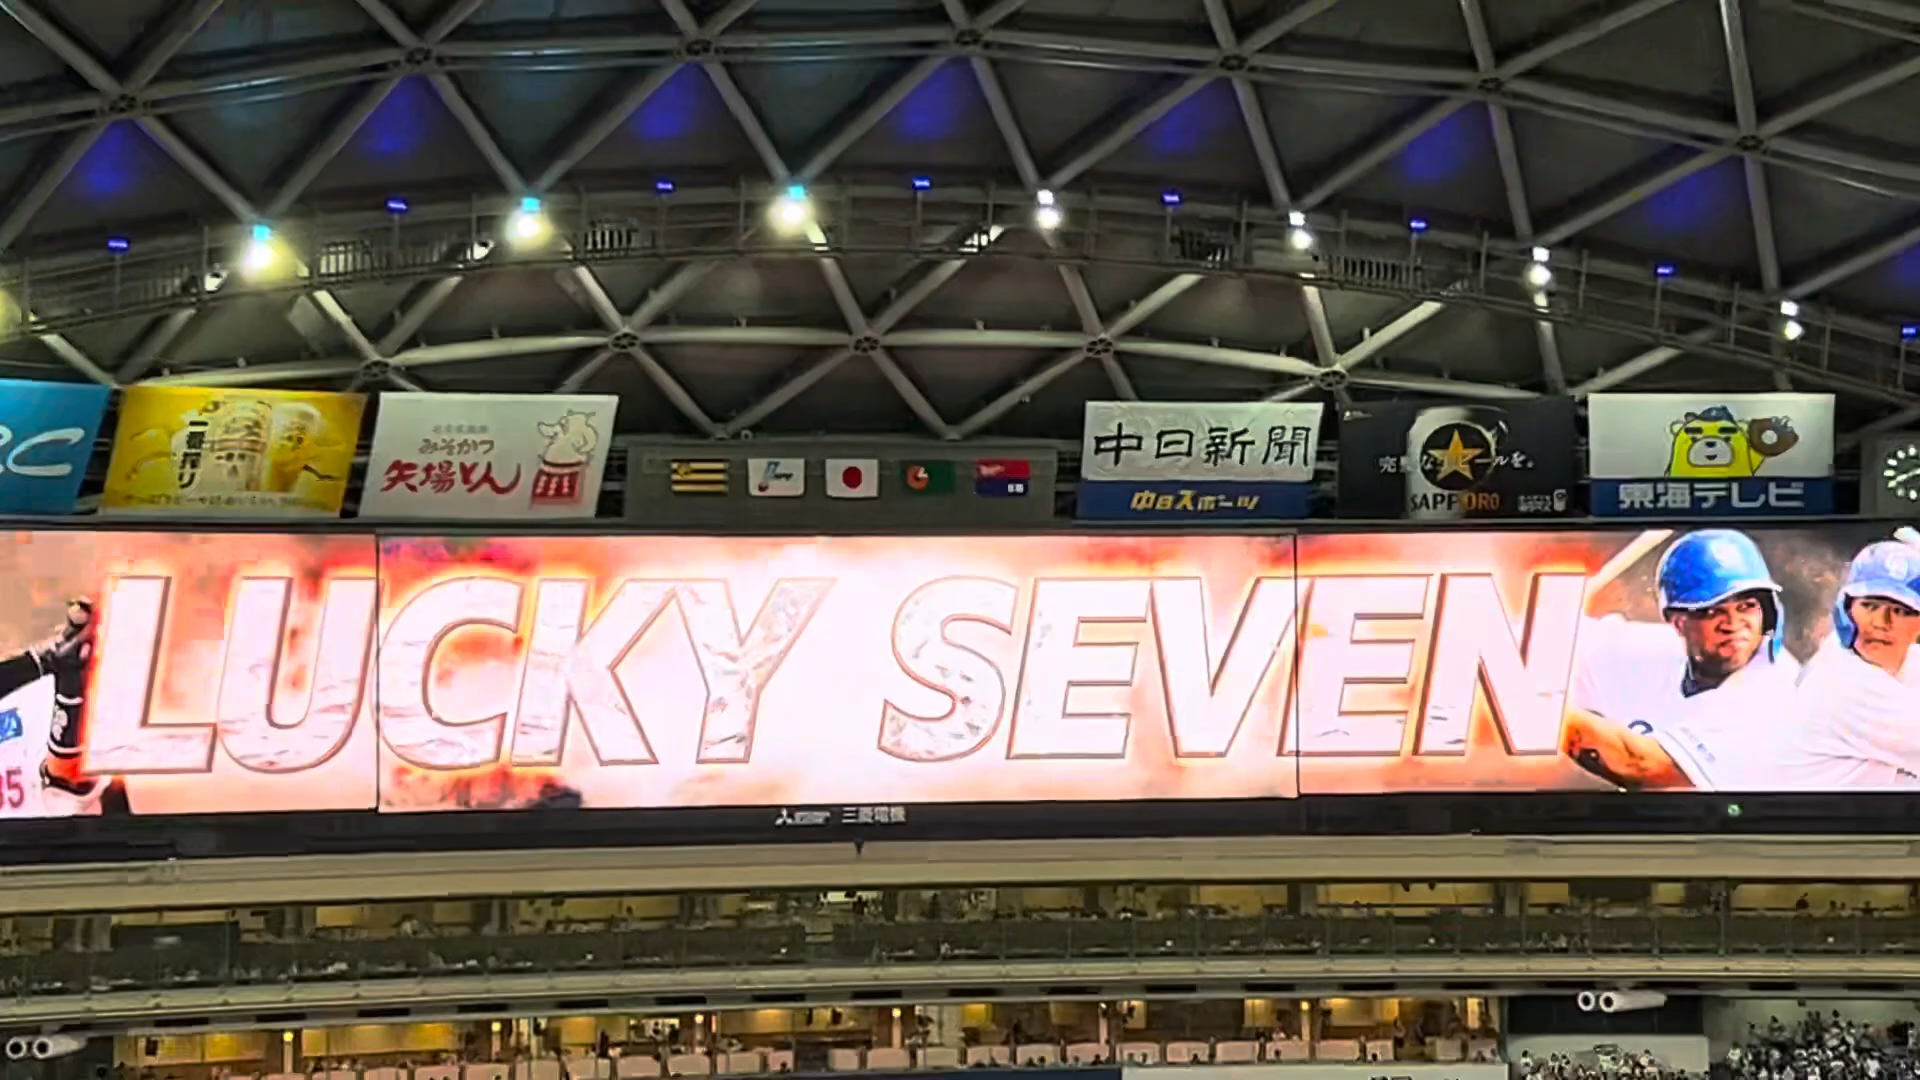 一番搾り
名古屋名物
みそかつ
矢場とん
中日新聞
中日スポーツ
SAPPORO
東海テレビ
LUCKY SEVEN
三菱電機